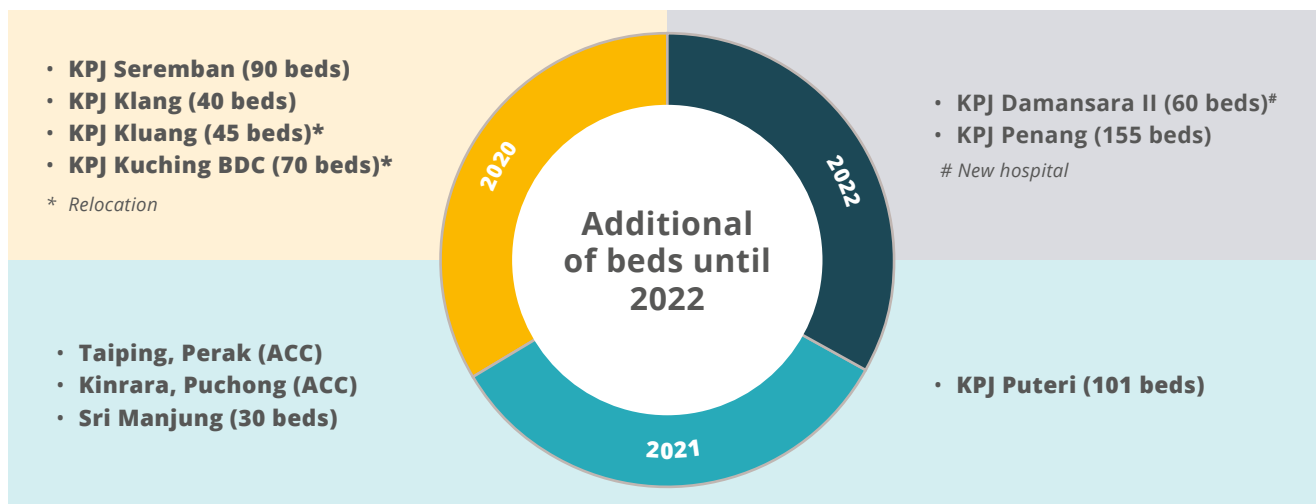 • KPJ Seremban (90 beds)
• KPJ Klang (40 beds)
• KPJ Kluang (45 beds)*
• KPJ Kuching BDC (70 beds)*
* Relocation
2020
2022
• KPJ Damansara II (60 beds)#
• KPJ Penang (155 beds)
# New hospital
Additional
of beds until
2022
• Taiping, Perak (ACC)
• Kinrara, Puchong (ACC)
• Sri Manjung (30 beds)
2021
• KPJ Puteri (101 beds)